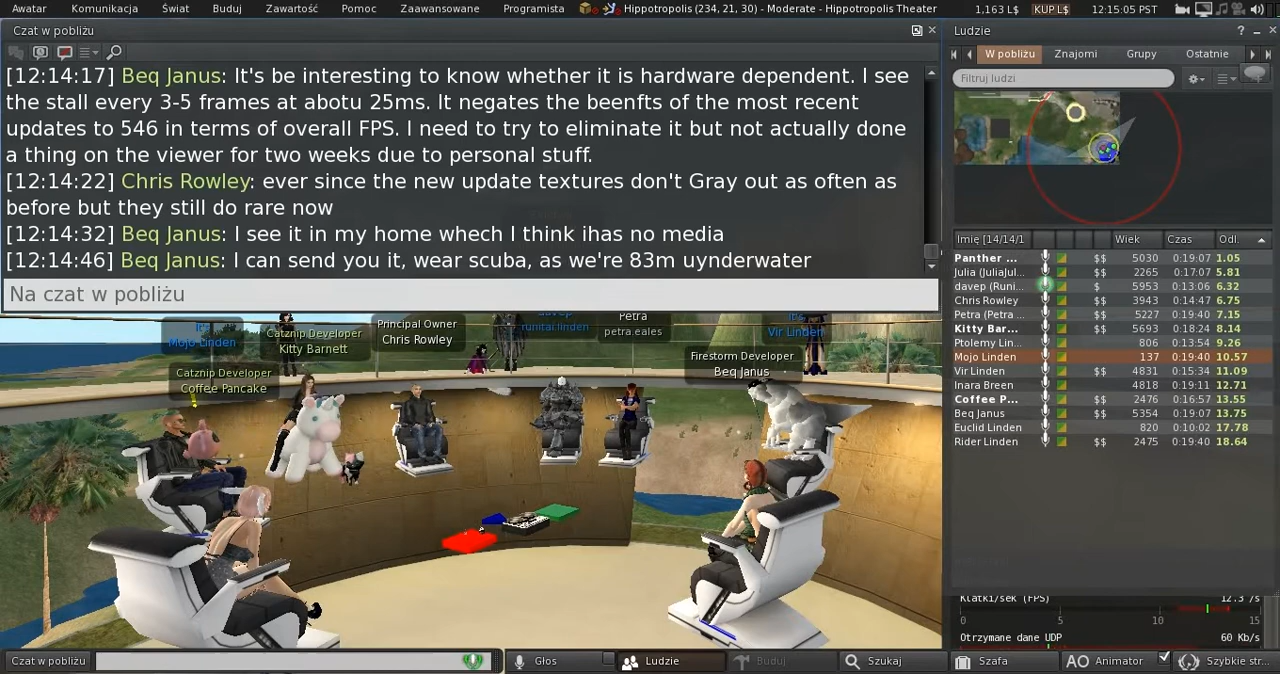 Awatar Komunikacja Świat Buduj Zawartość Pomoc Zaawansowane Programista Hippotropolis (234, 21, 30) - Moderate - Hippotropolis Theater 1,163 L$ KUP L$ 12:15:05 PST
Czat w pobliżu
[12:14:17] Beq Janus: It's be interesting to know whether it is hardware dependent. I see
the stall every 3-5 frames at abotu 25ms. It negates the beenfts of the most recent
updates to 546 in terms of overall FPS. I need to try to eliminate it but not actually done
a thing on the viewer for two weeks due to personal stuff.
[12:14:22] Chris Rowley: ever since the new update textures don't Gray out as often as
before but they still do rare now
[12:14:32] Beq Janus: I see it in my home whech I think ihas no media
[12:14:46] Beq Janus: I can send you it, wear scuba, as we're 83m uynderwater
Na czat w pobliżu
It's
Mojo Linden
Catznip Developer
Kitty Barnett
Principal Owner
Chris Rowley
davep
runitai.linden
Petra
petra.eales
It's
Vir Linden
Catznip Developer
Coffee Pancake
Firestorm Developer
Beq Janus
Ludzie
W pobliżu Znajomi Grupy Ostatnie
Filtruj ludzi
Imię [14/14/1 Wiek Czas Odl.
Panther ... $$ 5030 0:19:07 1.05
Julia (JuliaJul... $$ 2265 0:17:07 5.81
davep (Runi... $ 5953 0:13:06 6.32
Chris Rowley $$ 3943 0:14:47 6.75
Petra (Petra ... $$ 5227 0:19:40 7.15
Kitty Bar... $$ 5693 0:18:24 8.14
Ptolemy Lin... 806 0:13:54 9.26
Mojo Linden 137 0:19:40 10.57
Vir Linden $$ 4831 0:15:34 11.09
Inara Breen 4818 0:19:11 12.71
Coffee P... $$ 2476 0:16:57 13.55
Beq Janus $$ 5354 0:19:07 13.75
Euclid Linden 820 0:10:02 17.78
Rider Linden $$ 2475 0:19:40 18.64
Klatki/sek (FPS) 12.3 /s
0 5 10 15
Otrzymane dane UDP 60 Kb/s
Czat w pobliżu Głos Ludzie Buduj Szukaj Szafa AO Animator Szybkie str...